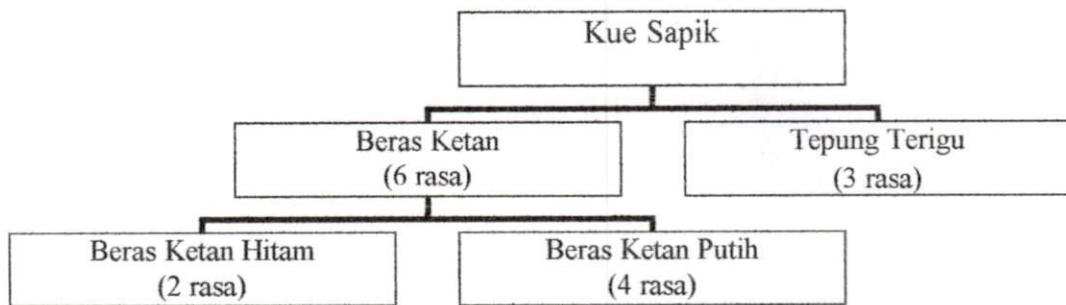 Kue Sapik
Beras Ketan
(6 rasa)
Tepung Terigu
(3 rasa)
Beras Ketan Hitam
(2 rasa)
Beras Ketan Putih
(4 rasa)